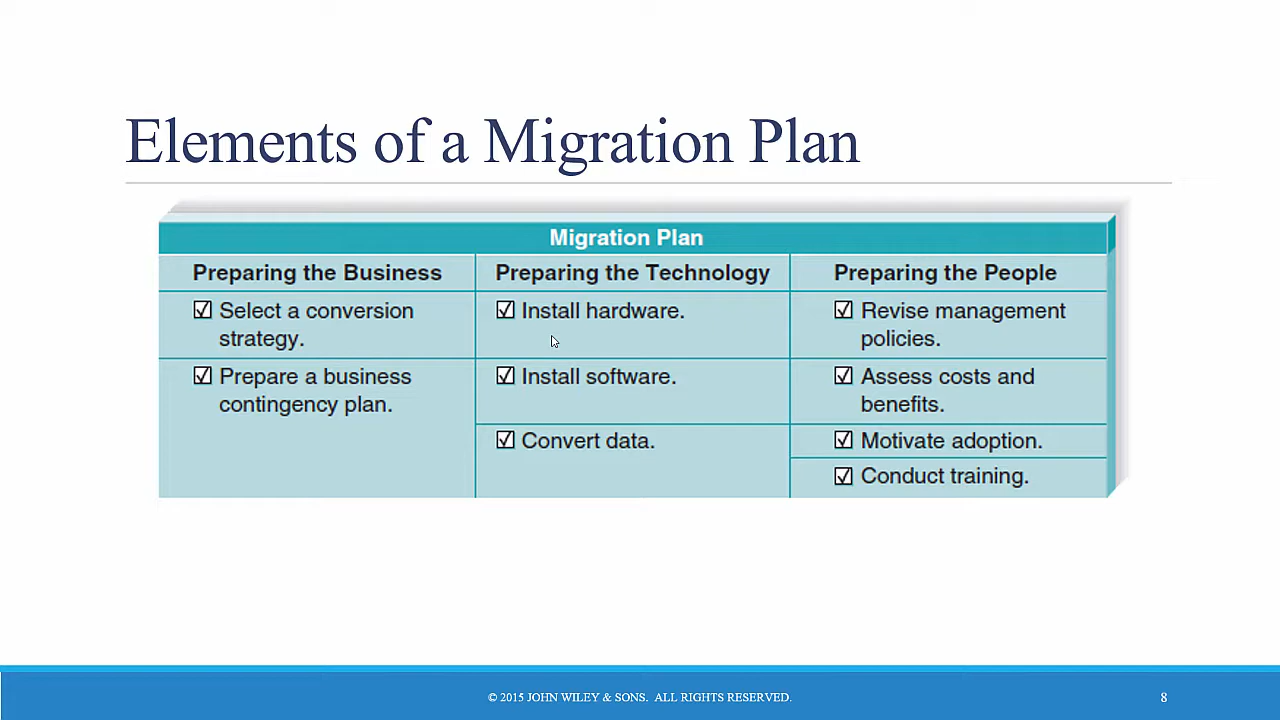 Elements of a Migration Plan
Migration Plan
Preparing the Business
Select a conversion
strategy.
Prepare a business
contingency plan.
Preparing the Technology
Install hardware.
Install software.
Convert data.
Preparing the People
Revise management
policies.
Assess costs and
benefits.
Motivate adoption.
Conduct training.
© 2015 JOHN WILEY & SONS. ALL RIGHTS RESERVED.
8